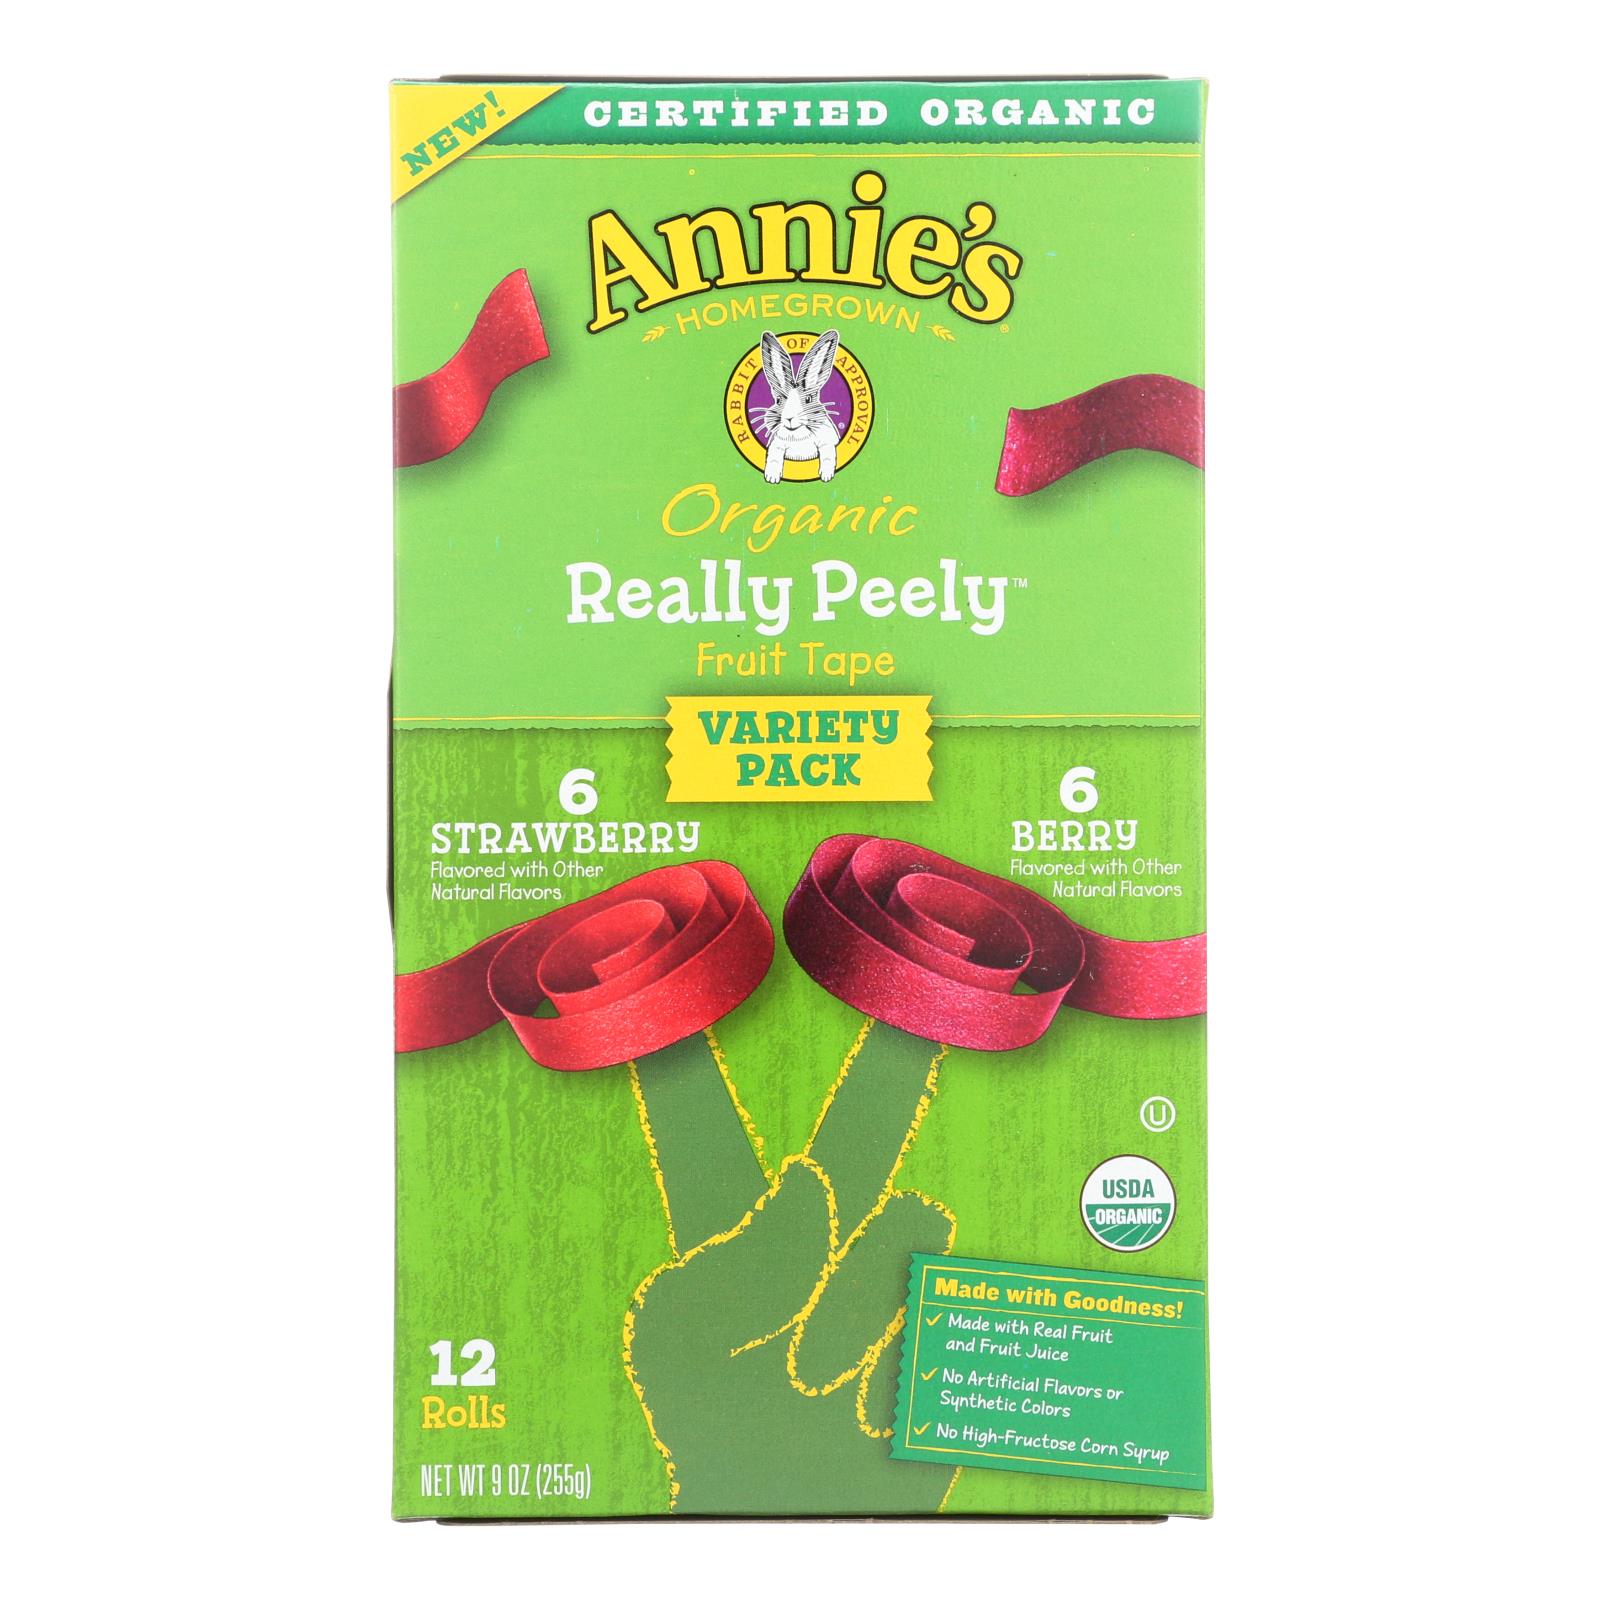 NEW!
CERTIFIED ORGANIC
Annie's®
HOMEGROWN
RABBIT OF APPROVAL
®
Organic
Really Peely™
Fruit Tape
VARIETY
PACK
6
STRAWBERRY
Flavored with Other
Natural Flavors
6
BERRY
Flavored with Other
Natural Flavors
U
USDA
ORGANIC
Made with Goodness!
✓ Made with Real Fruit
and Fruit Juice
✓ No Artificial Flavors or
Synthetic Colors
✓ No High-Fructose Corn Syrup
12
Rolls
NET WT 9 OZ (255g)